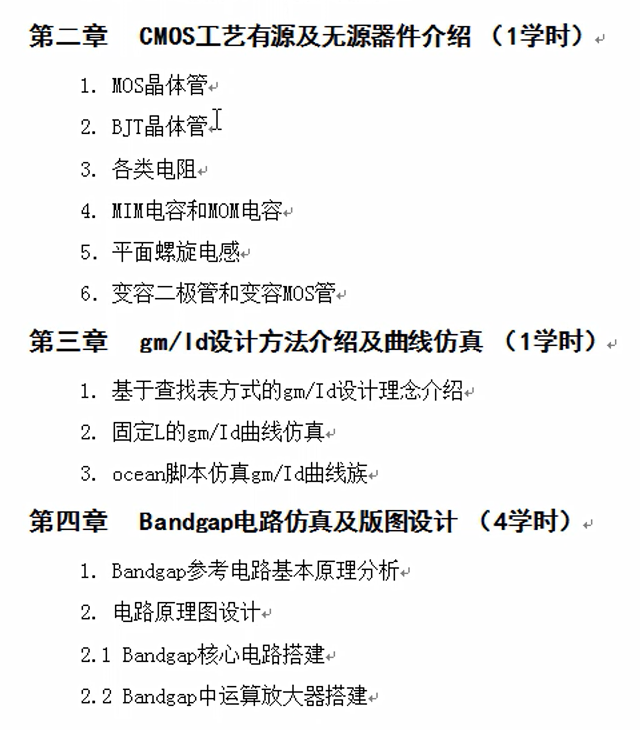 第二章 CMOS工艺有源及无源器件介绍 （1学时）
1. MOS晶体管
2. BJT晶体管
3. 各类电阻
4. MIM电容和MOM电容
5. 平面螺旋电感
6. 变容二极管和变容MOS管
第三章 gm/Id设计方法介绍及曲线仿真 （1学时）
1. 基于查找表方式的gm/Id设计理念介绍
2. 固定L的gm/Id曲线仿真
3. ocean脚本仿真gm/Id曲线族
第四章 Bandgap电路仿真及版图设计 （4学时）
1. Bandgap参考电路基本原理分析
2. 电路原理图设计
2.1 Bandgap核心电路搭建
2.2 Bandgap中运算放大器搭建